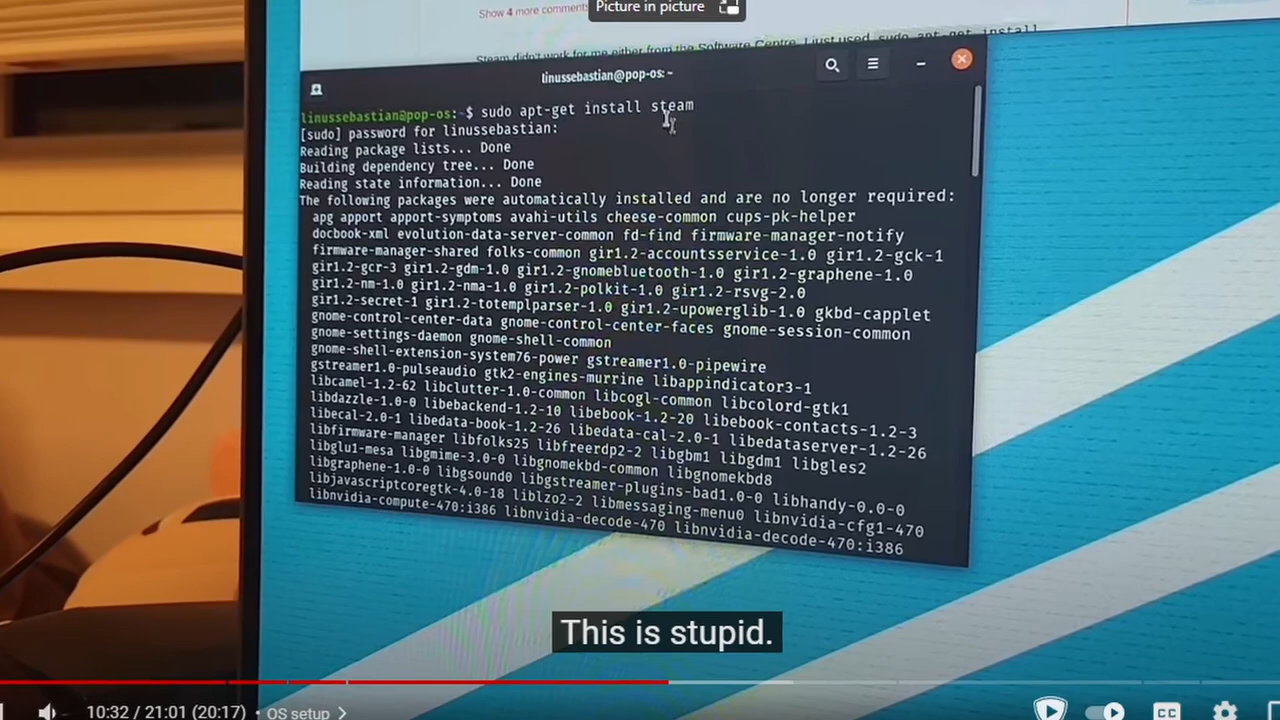 Show 4 more comments
Picture in picture
Steam didn't work for me either from the Software Centre. I just used sudo apt-get install
linussebastian@pop-os: ~
linussebastian@pop-os:~$ sudo apt-get install steam
[sudo] password for linussebastian:
Reading package lists... Done
Building dependency tree... Done
Reading state information... Done
The following packages were automatically installed and are no longer required:
apg apport apport-symptoms avahi-utils cheese-common cups-pk-helper
docbook-xml evolution-data-server-common fd-find firmware-manager-notify
firmware-manager-shared folks-common gir1.2-accountsservice-1.0 gir1.2-gck-1
gir1.2-gcr-3 gir1.2-gdm-1.0 gir1.2-gnomebluetooth-1.0 gir1.2-graphene-1.0
gir1.2-nm-1.0 gir1.2-nma-1.0 gir1.2-polkit-1.0 gir1.2-rsvg-2.0
gir1.2-secret-1 gir1.2-totemplparser-1.0 gir1.2-upowerglib-1.0 gkbd-capplet
gnome-control-center-data gnome-control-center-faces gnome-session-common
gnome-settings-daemon gnome-shell-common
gnome-shell-extension-system76-power gstreamer1.0-pipewire
gstreamer1.0-pulseaudio gtk2-engines-murrine libappindicator3-1
libcamel-1.2-62 libclutter-1.0-common libcogl-common libcolord-gtk1
libdazzle-1.0-0 libebackend-1.2-10 libebook-1.2-20 libebook-contacts-1.2-3
libecal-2.0-1 libedata-book-1.2-26 libedata-cal-2.0-1 libedataserver-1.2-26
libfirmware-manager libfolks25 libfreerdp2-2 libgbm1 libgdm1 libgles2
libglu1-mesa libgmime-3.0-0 libgnomekbd-common libgnomekbd8
libgraphene-1.0-0 libgsound0 libgstreamer-plugins-bad1.0-0 libhandy-0.0-0
libjavascriptcoregtk-4.0-18 liblzo2-2 libmessaging-menu0 libnvidia-cfg1-470
libnvidia-compute-470:i386 libnvidia-decode-470 libnvidia-decode-470:i386
This is stupid.
10:32 / 21:01 (20:17) • OS setup
CC